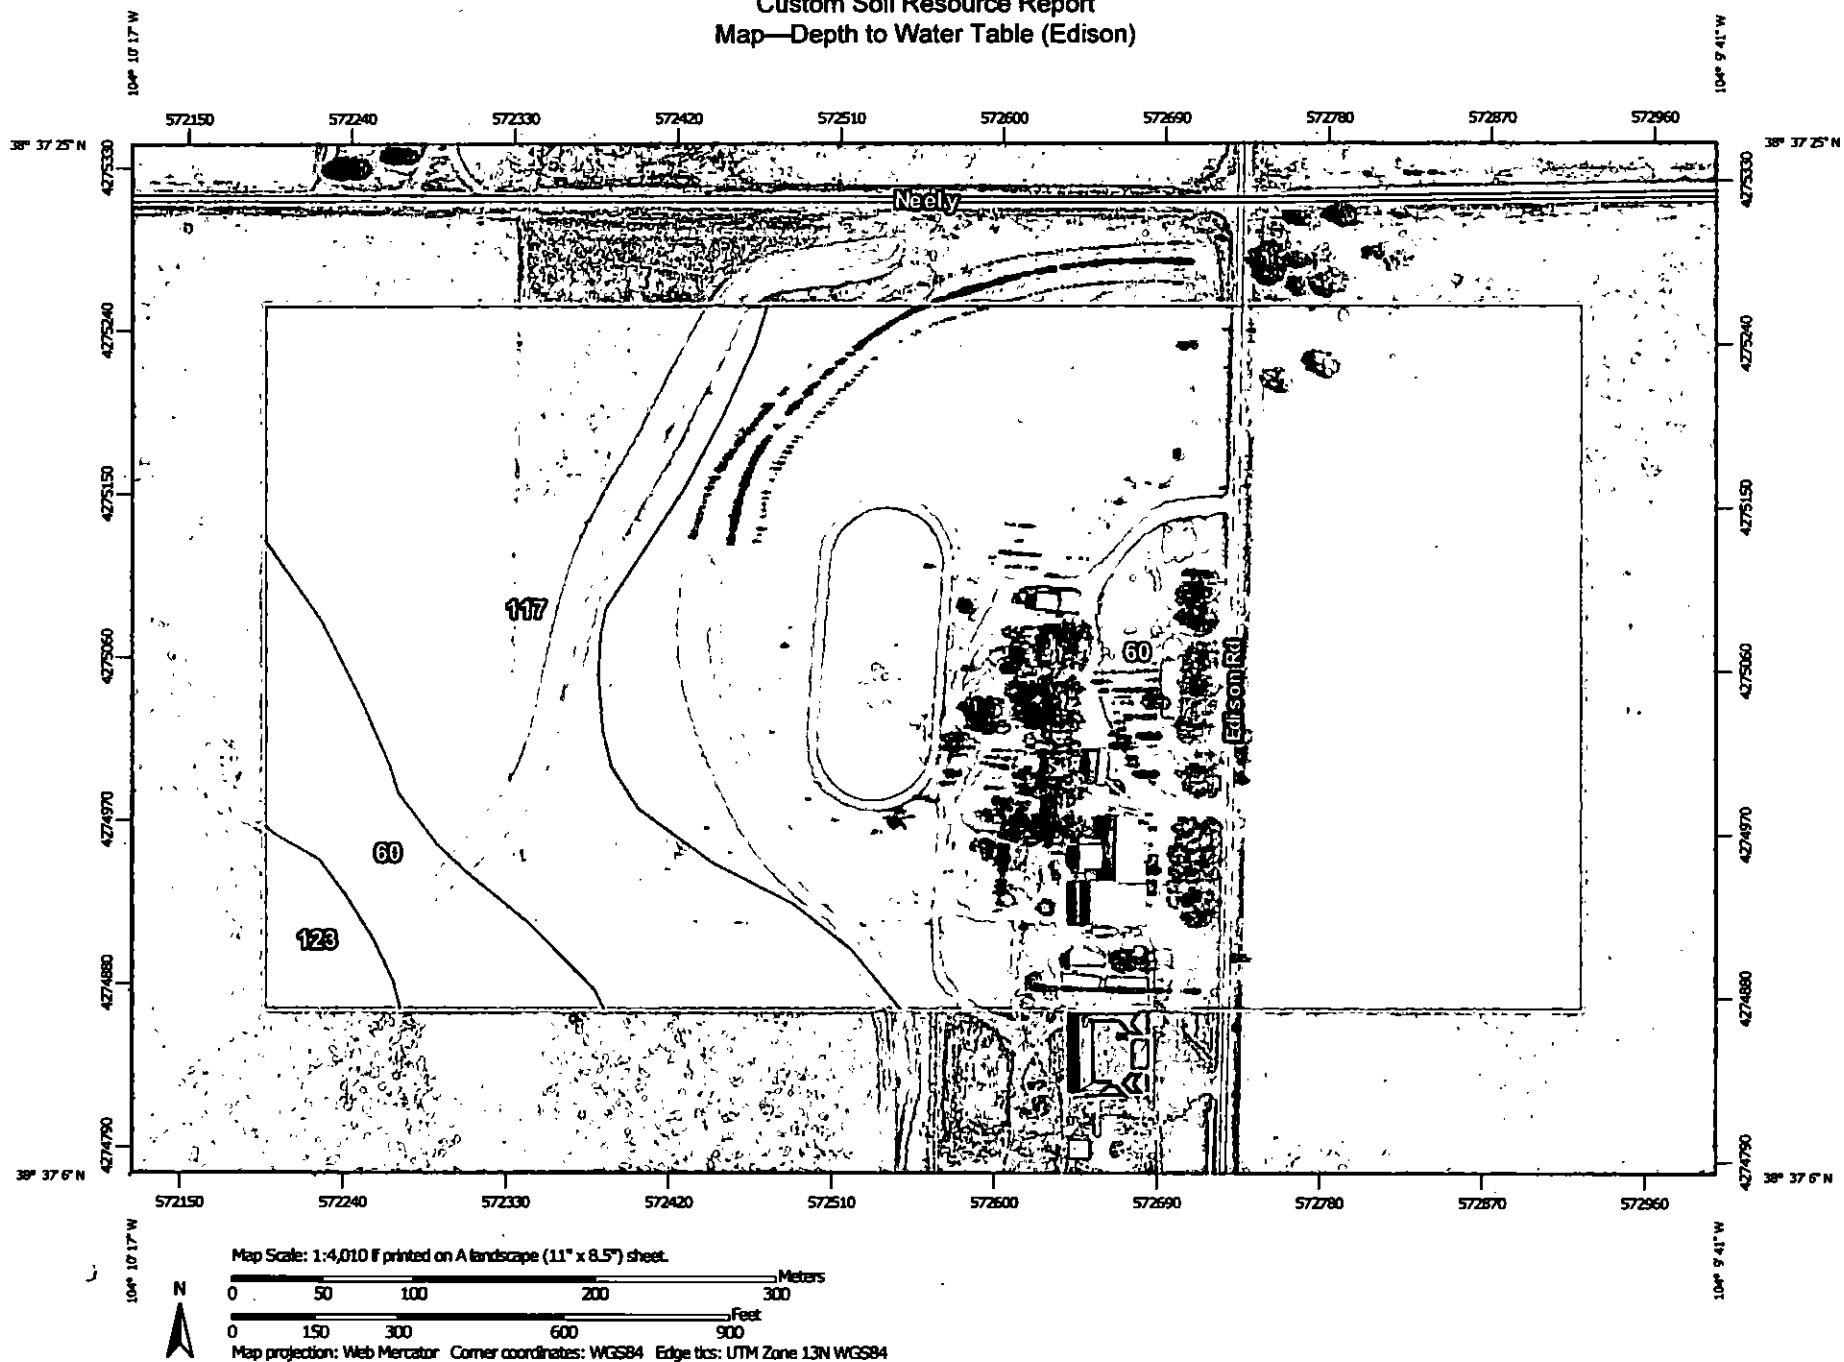 Custom Soil Resource Report
Map—Depth to Water Table (Edison)
104° 10' 17" W
104° 9' 41" W
572150 572240 572330 572420 572510 572600 572690 572780 572870 572960
38° 37' 25" N
38° 37' 25" N
4275330
4275330
Neely
4275240
4275240
4275150
4275150
117
60
Edison Rd
4275060
4275060
4274970
4274970
60
123
4274880
4274880
4274790
4274790
38° 37' 6" N
38° 37' 6" N
572150 572240 572330 572420 572510 572600 572690 572780 572870 572960
104° 10' 17" W
104° 9' 41" W
Map Scale: 1:4,010 if printed on A landscape (11" x 8.5") sheet.
N
Meters
0 50 100 200 300
Feet
0 150 300 600 900
Map projection: Web Mercator Corner coordinates: WGS84 Edge tics: UTM Zone 13N WGS84